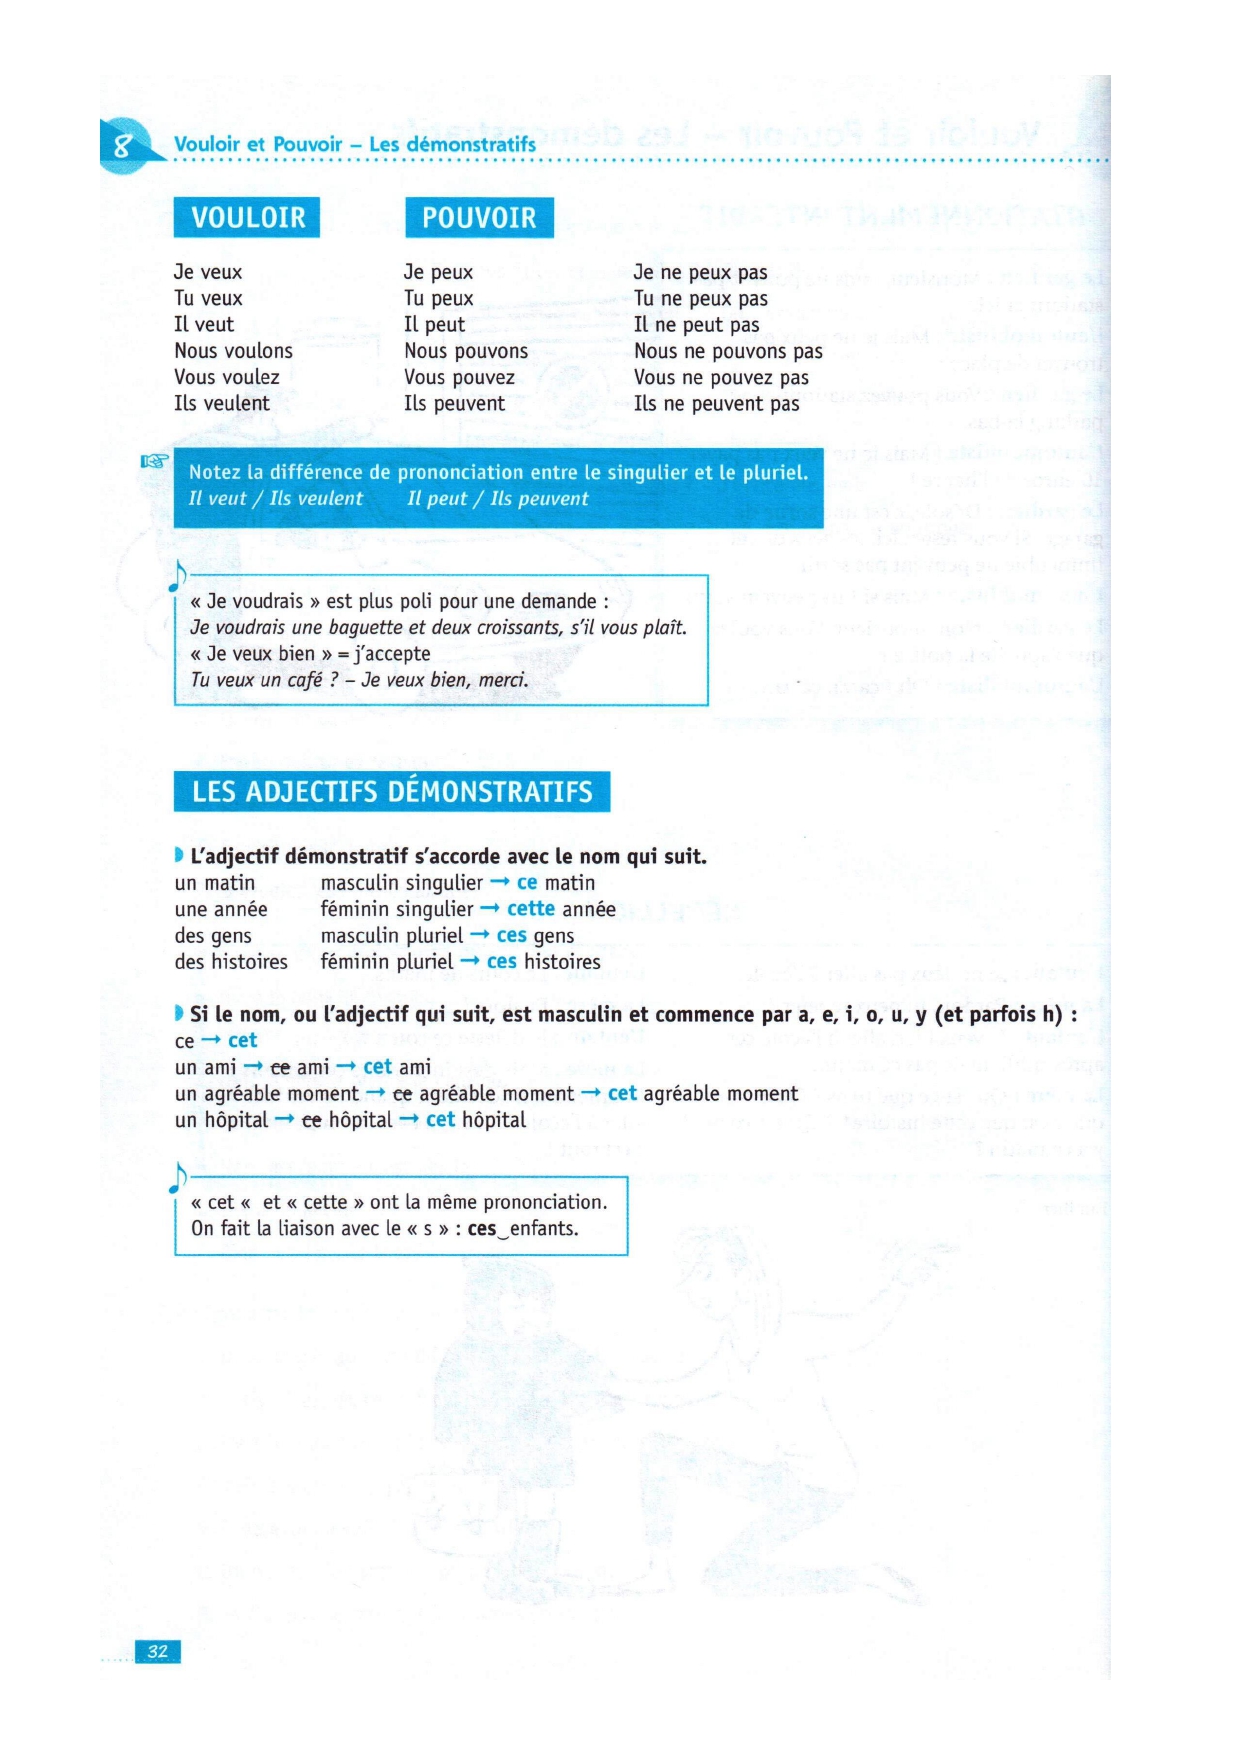 8
Vouloir et Pouvoir – Les démonstratifs
VOULOIR POUVOIR
Je veux Je peux Je ne peux pas
Tu veux Tu peux Tu ne peux pas
Il veut Il peut Il ne peut pas
Nous voulons Nous pouvons Nous ne pouvons pas
Vous voulez Vous pouvez Vous ne pouvez pas
Ils veulent Ils peuvent Ils ne peuvent pas
Notez la différence de prononciation entre le singulier et le pluriel.
Il veut / Ils veulent Il peut / Ils peuvent
« Je voudrais » est plus poli pour une demande :
Je voudrais une baguette et deux croissants, s'il vous plaît.
« Je veux bien » = j'accepte
Tu veux un café ? – Je veux bien, merci.
LES ADJECTIFS DÉMONSTRATIFS
L'adjectif démonstratif s'accorde avec le nom qui suit.
un matin masculin singulier → ce matin
une année féminin singulier → cette année
des gens masculin pluriel → ces gens
des histoires féminin pluriel → ces histoires
Si le nom, ou l'adjectif qui suit, est masculin et commence par a, e, i, o, u, y (et parfois h) :
ce → cet
un ami → ce ami → cet ami
un agréable moment → ce agréable moment → cet agréable moment
un hôpital → ce hôpital → cet hôpital
« cet « et « cette » ont la même prononciation.
On fait la liaison avec le « s » : ces‿enfants.
32